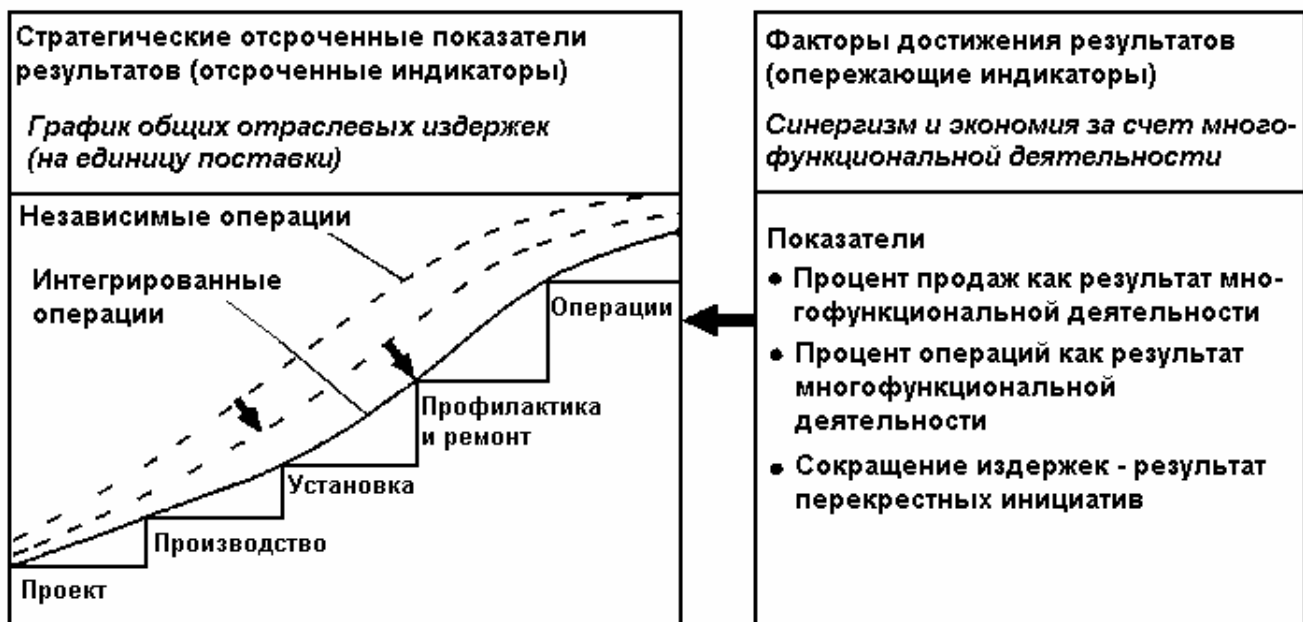 Стратегические отсроченные показатели
результатов (отсроченные индикаторы)
График общих отраслевых издержек
(на единицу поставки)
Независимые операции
Интегрированные
операции
Операции
Профилактика
и ремонт
Установка
Производство
Проект
Факторы достижения результатов
(опережающие индикаторы)
Синергизм и экономия за счет много-
функциональной деятельности
Показатели
● Процент продаж как результат мно-
гофункциональной деятельности
● Процент операций как результат
многофункциональной
деятельности
● Сокращение издержек - результат
перекрестных инициатив